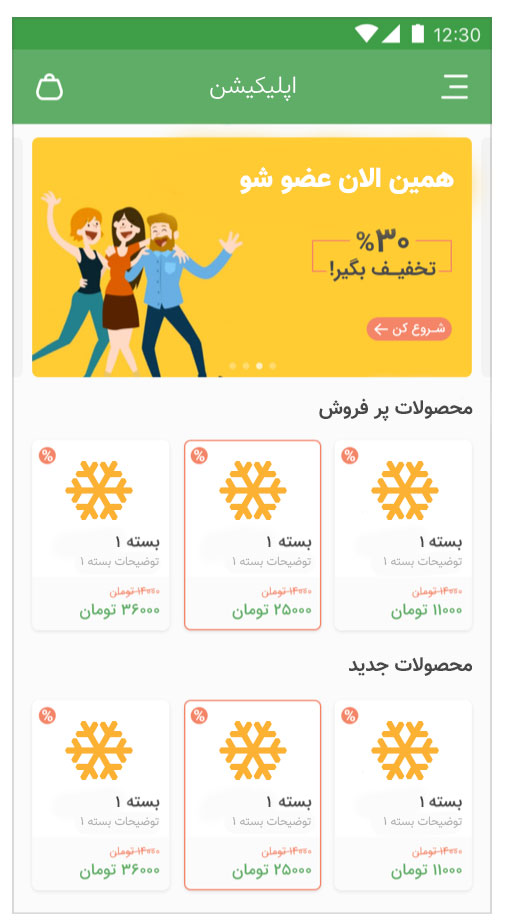 12:30
اپلیکیشن
همین الان عضو شو
%۳۰
تخفیـف بگیر!
شـروع کن
محصولات پر فروش
%
%
%
بسته ۱
بسته ۱
بسته ۱
توضیحات بسته ۱
توضیحات بسته ۱
توضیحات بسته ۱
۱۴۰۰۰ تومان
۱۴۰۰۰ تومان
۱۴۰۰۰ تومان
۱۱۰۰۰ تومان
۲۵۰۰۰ تومان
۳۶۰۰۰ تومان
محصولات جدید
%
%
%
بسته ۱
بسته ۱
بسته ۱
توضیحات بسته ۱
توضیحات بسته ۱
توضیحات بسته ۱
۱۴۰۰۰ تومان
۱۴۰۰۰ تومان
۱۴۰۰۰ تومان
۱۱۰۰۰ تومان
۲۵۰۰۰ تومان
۳۶۰۰۰ تومان